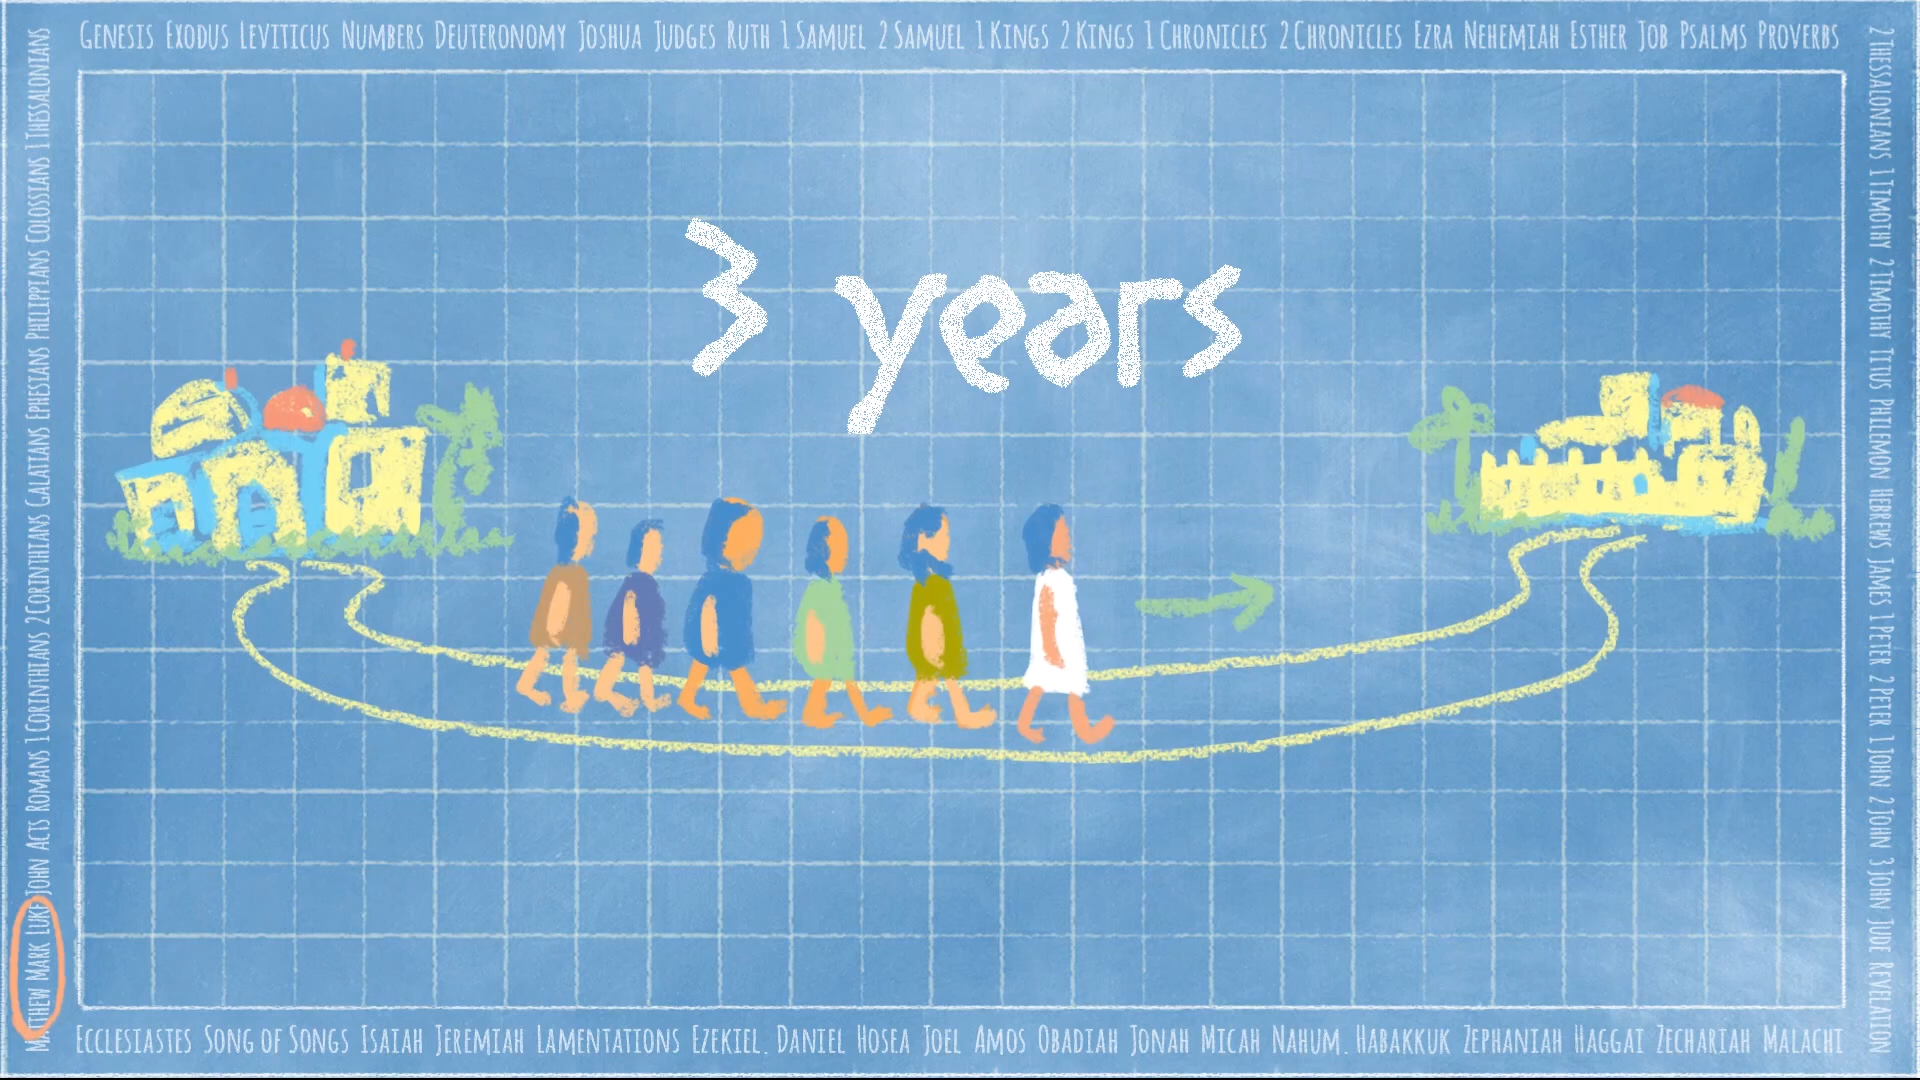 GENESIS EXODUS LEVITICUS NUMBERS DEUTERONOMY JOSHUA JUDGES RUTH 1 SAMUEL 2 SAMUEL 1 KINGS 2 KINGS 1 CHRONICLES 2 CHRONICLES EZRA NEHEMIAH ESTHER JOB PSALMS PROVERBS
3 years
ECCLESIASTES SONG OF SONGS ISAIAH JEREMIAH LAMENTATIONS EZEKIEL. DANIEL HOSEA JOEL AMOS OBADIAH JONAH MICAH NAHUM. HABAKKUK ZEPHANIAH HAGGAI ZECHARIAH MALACHI
MATTHEW MARK LUKE JOHN ACTS ROMANS 1 CORINTHIANS 2 CORINTHIANS GALATIANS EPHESIANS PHILIPPIANS COLOSSIANS 1 THESSALONIANS
2 THESSALONIANS 1 TIMOTHY 2 TIMOTHY TITUS PHILEMON HEBREWS JAMES 1 PETER 2 PETER 1 JOHN 2 JOHN 3 JOHN JUDE REVELATION